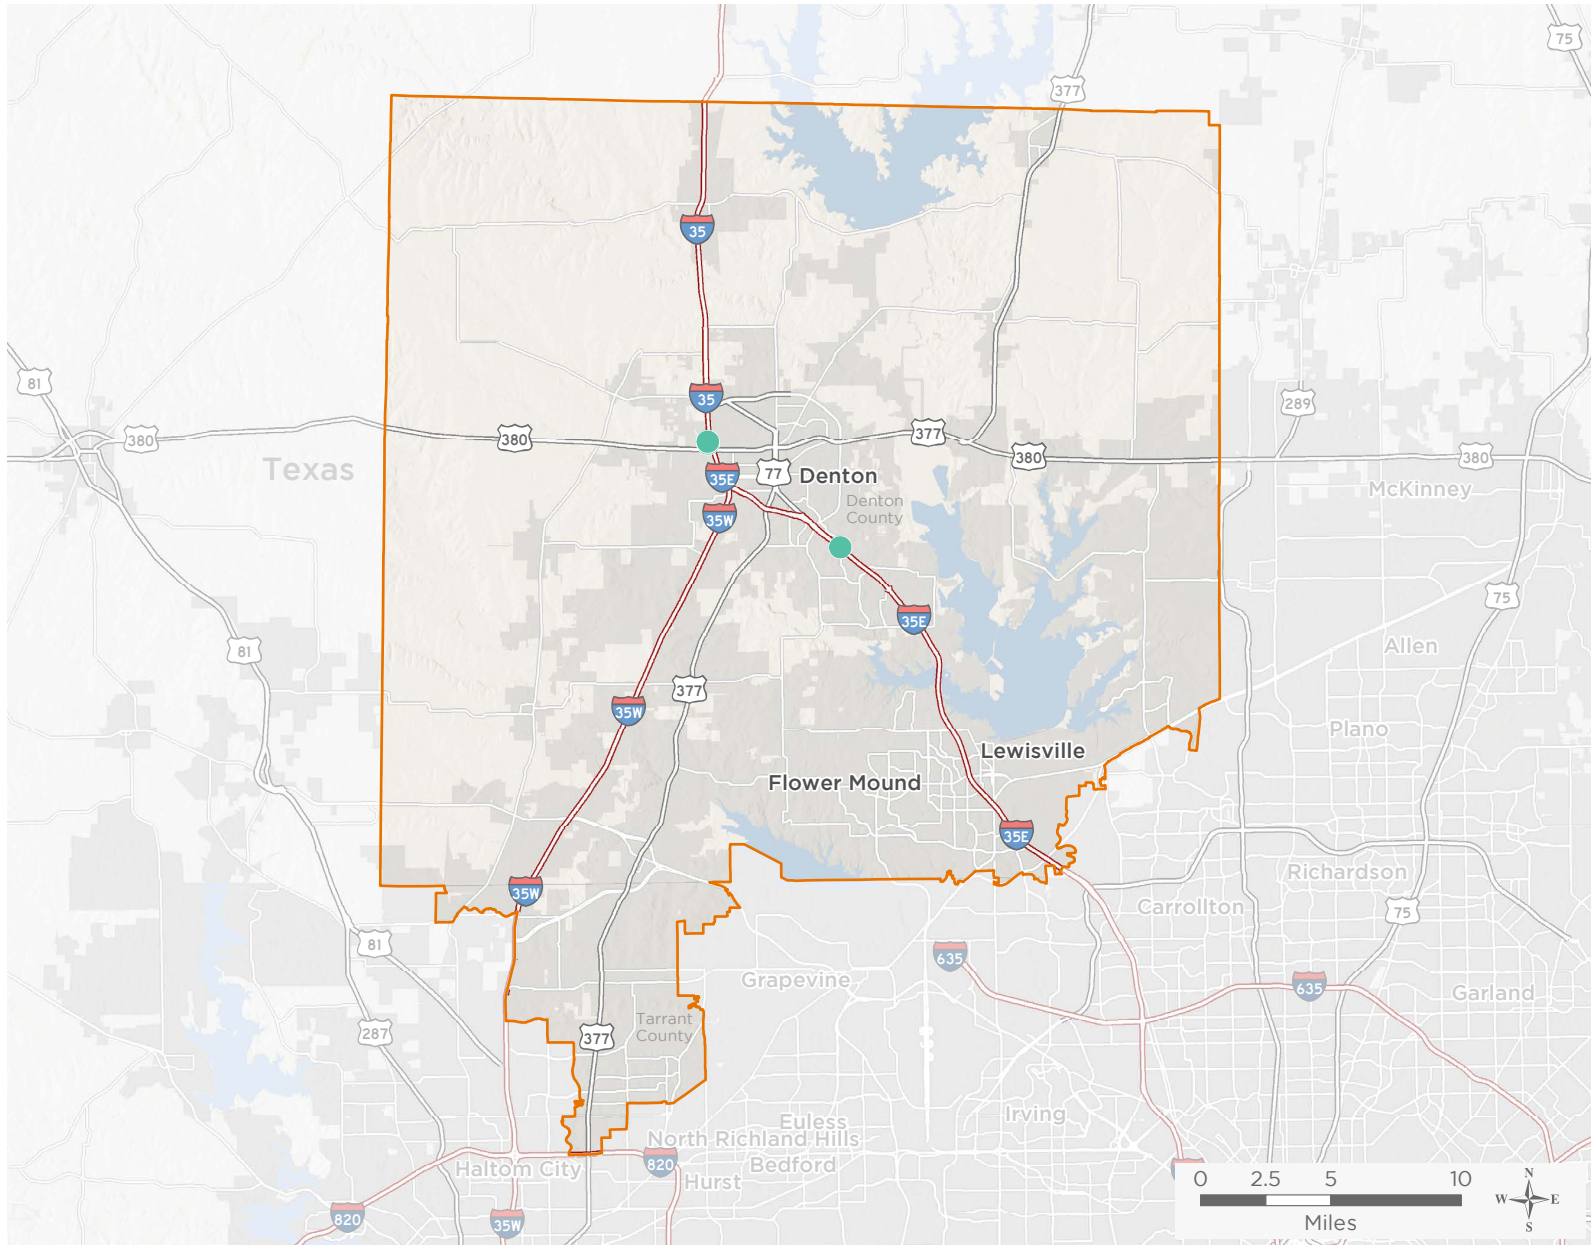 75
377
35
81
35
289
380
380
377
380
380
Texas
35E
77
Denton
McKinney
Denton
County
35W
75
35E
81
Allen
377
35W
Plano
Lewisville
Flower Mound
35E
Richardson
35W
Carrollton
75
81
635
Grapevine
635
Garland
Tarrant
County
287
377
Irving
Euless
North Richland Hills
Haltom City
820
Bedford
Hurst
820
35W
0 2.5 5 10
Miles
N
W E
S